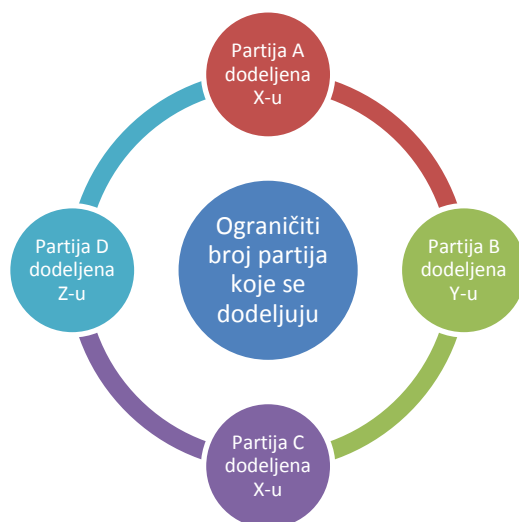 Partija A
dodeljena
X-u
Ograničiti
broj partija
koje se
dodeljuju
Partija D
dodeljena
Z-u
Partija B
dodeljena
Y-u
Partija C
dodeljena
X-u